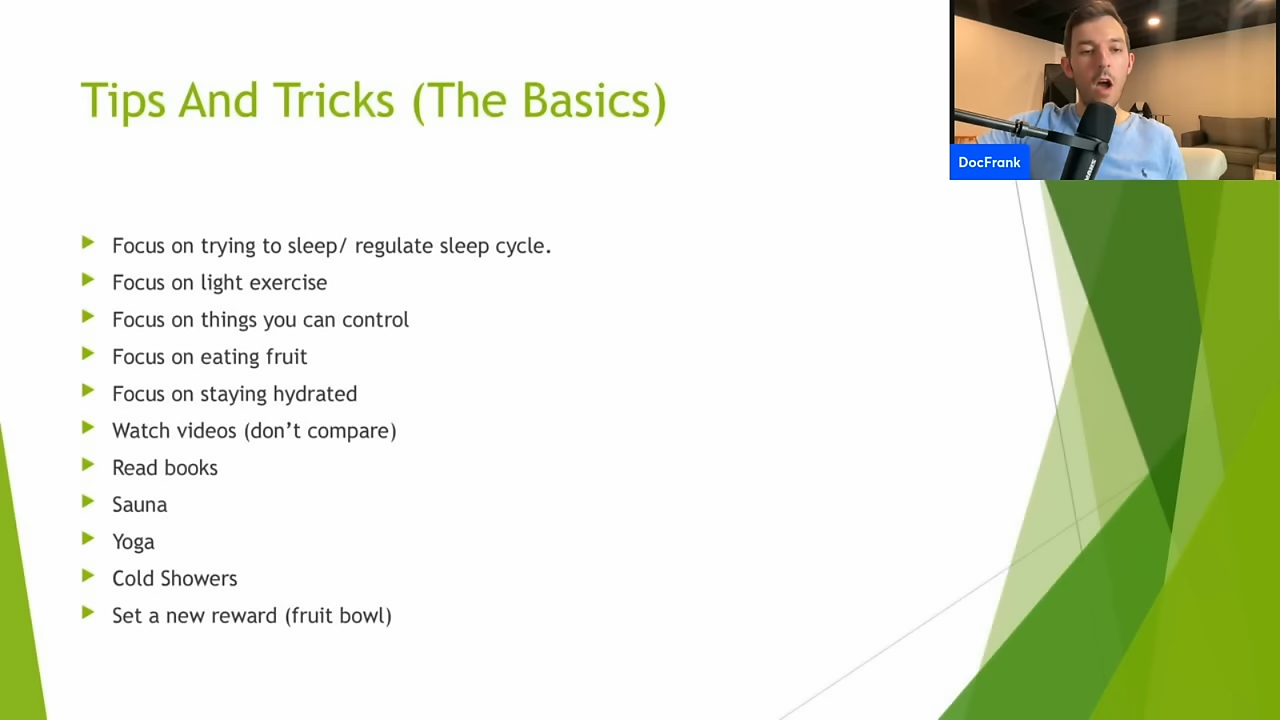 Tips And Tricks (The Basics)
DocFrank
Focus on trying to sleep/ regulate sleep cycle.
Focus on light exercise
Focus on things you can control
Focus on eating fruit
Focus on staying hydrated
Watch videos (don’t compare)
Read books
Sauna
Yoga
Cold Showers
Set a new reward (fruit bowl)